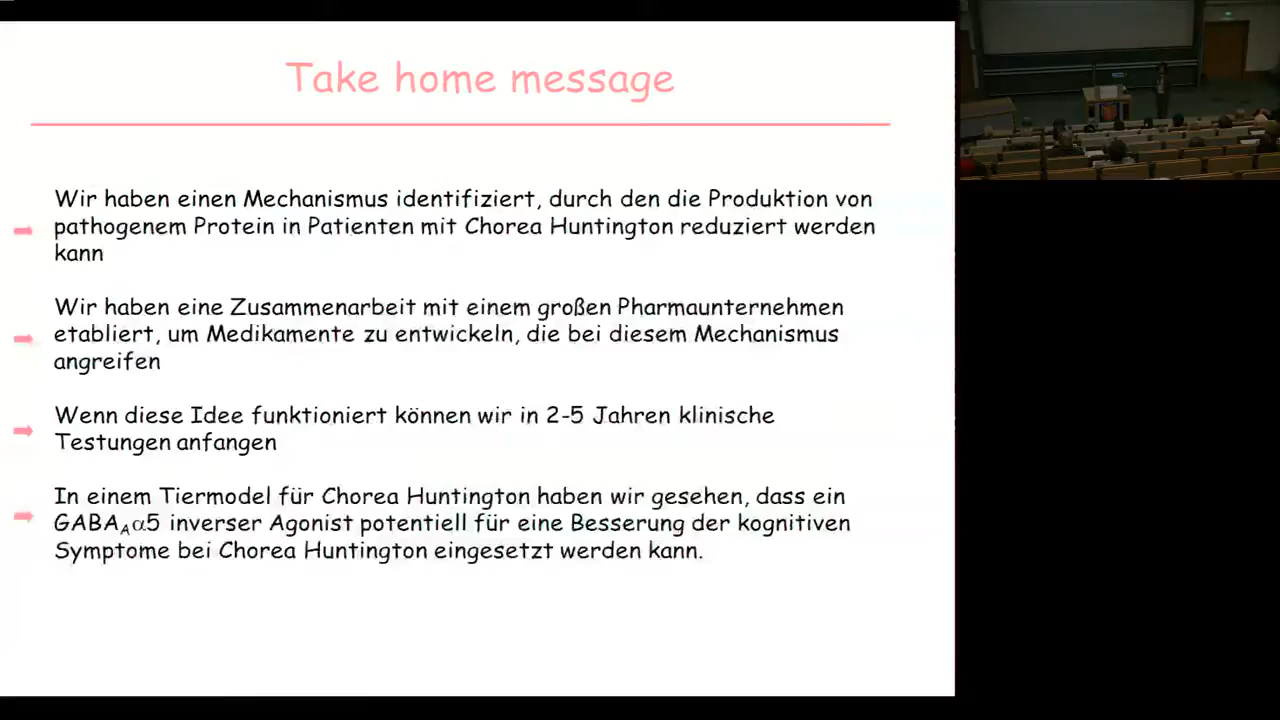 Take home message
Wir haben einen Mechanismus identifiziert, durch den die Produktion von
pathogenem Protein in Patienten mit Chorea Huntington reduziert werden
kann
Wir haben eine Zusammenarbeit mit einem großen Pharmaunternehmen
etabliert, um Medikamente zu entwickeln, die bei diesem Mechanismus
angreifen
Wenn diese Idee funktioniert können wir in 2-5 Jahren klinische
Testungen anfangen
In einem Tiermodel für Chorea Huntington haben wir gesehen, dass ein
GABAAα5 inverser Agonist potentiell für eine Besserung der kognitiven
Symptome bei Chorea Huntington eingesetzt werden kann.